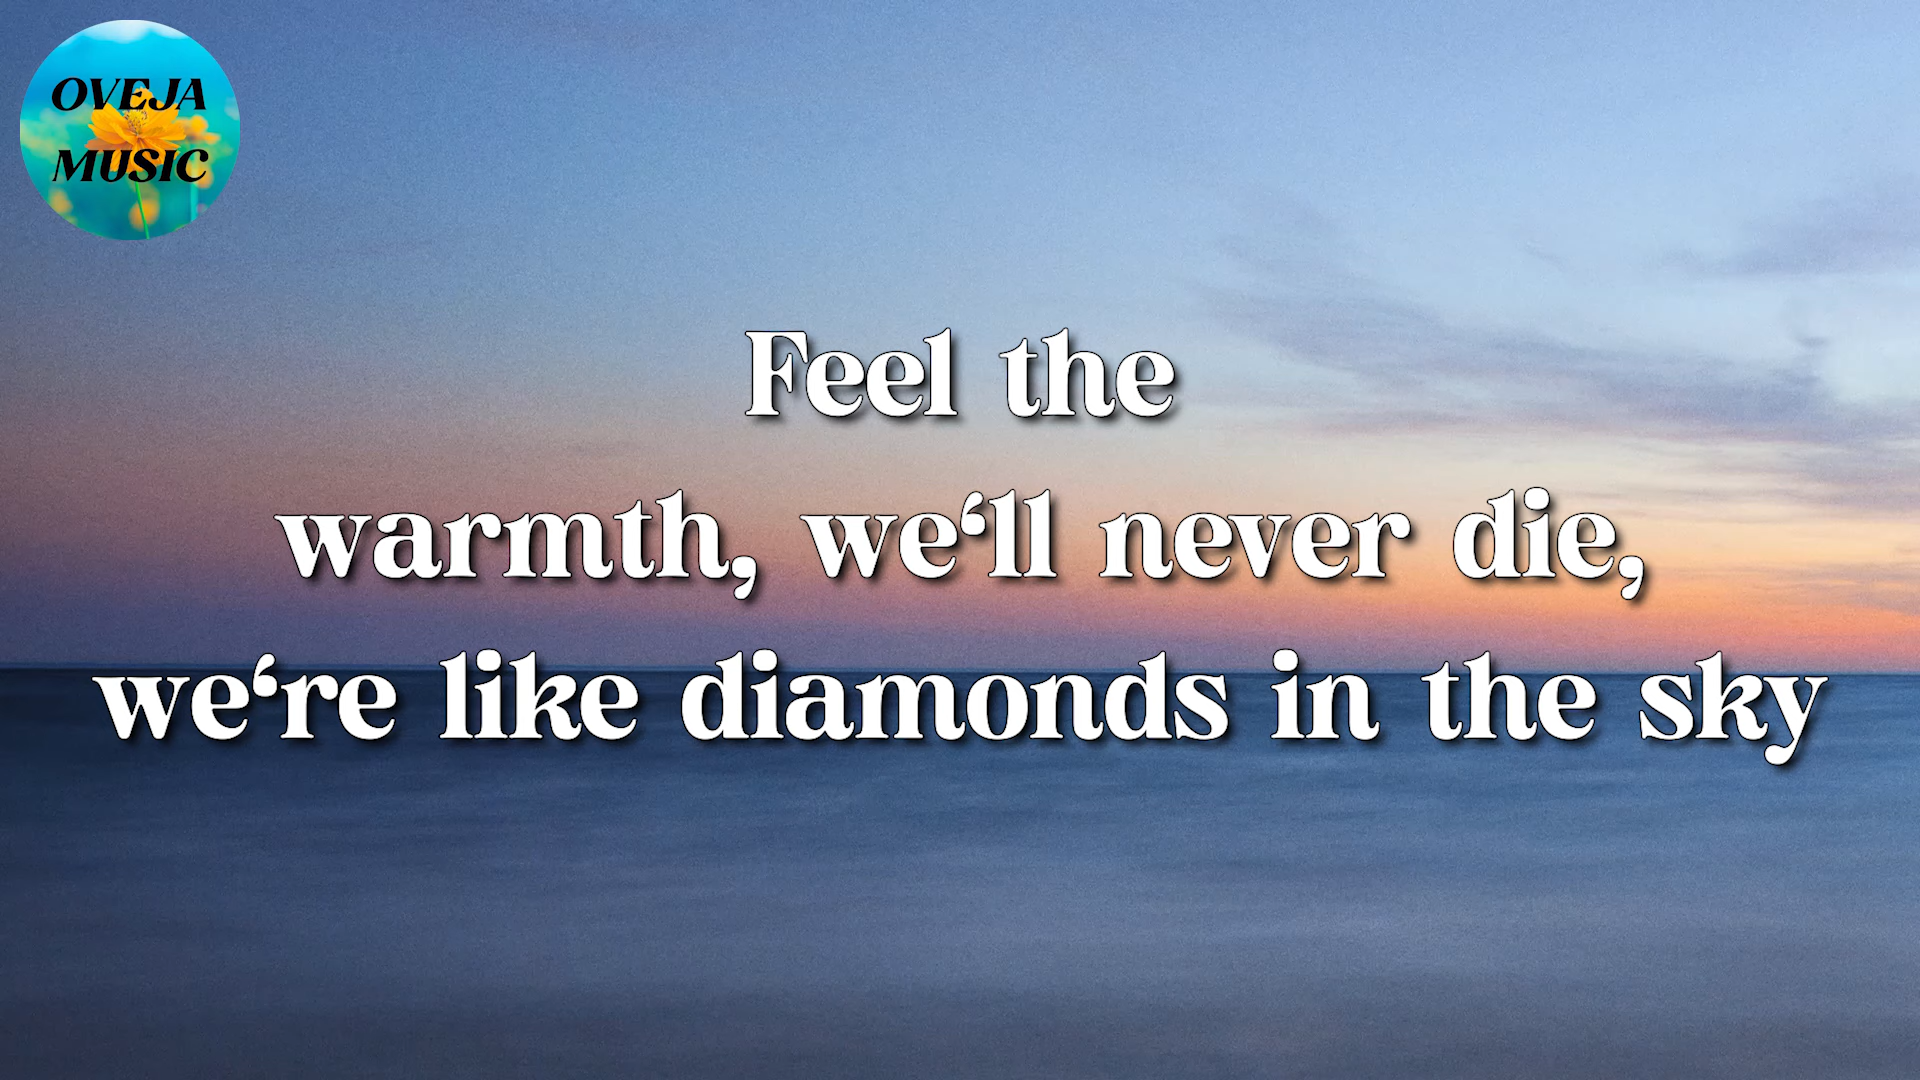 OVEJA
MUSIC
Feel the
warmth, we‘ll never die,
we‘re like diamonds in the sky